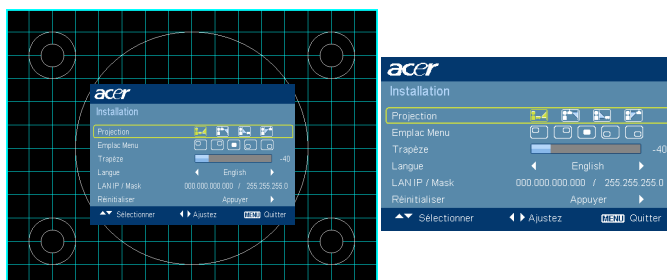 acer
Installation
Projection
Emplac Menu
Trapèze -40
Langue English
LAN IP / Mask 000.000.000.000 / 255.255.255.0
Réinitialiser Appuyer
Sélectionner Ajustez MENU Quitter
acer
Installation
Projection
Emplac Menu
Trapèze -40
Langue English
LAN IP / Mask 000.000.000.000 / 255.255.255.0
Réinitialiser Appuyer
Sélectionner Ajustez MENU Quitter